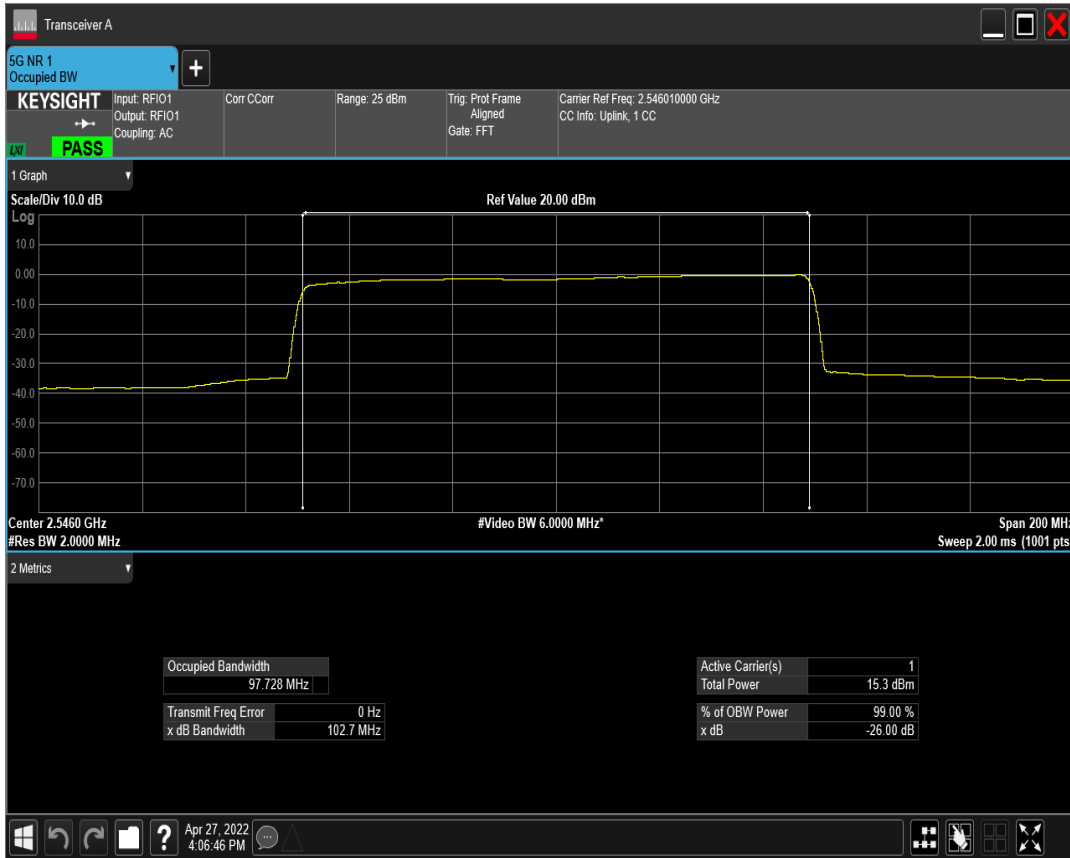 Transceiver A
5G NR 1
Occupied BW
KEYSIGHT
LXI
PASS
Input: RFIO1
Output: RFIO1
Coupling: AC
Corr CCorr
Range: 25 dBm
Trig: Prot Frame
Aligned
Gate: FFT
Carrier Ref Freq: 2.546010000 GHz
CC Info: Uplink, 1 CC
1 Graph
Scale/Div 10.0 dB
Ref Value 20.00 dBm
Log
10.0
0.00
-10.0
-20.0
-30.0
-40.0
-50.0
-60.0
-70.0
Center 2.5460 GHz
#Video BW 6.0000 MHz*
Span 200 MHz
#Res BW 2.0000 MHz
Sweep 2.00 ms (1001 pts
2 Metrics
Occupied Bandwidth
97.728 MHz
Transmit Freq Error 0 Hz
x dB Bandwidth 102.7 MHz
Active Carrier(s) 1
Total Power 15.3 dBm
% of OBW Power 99.00 %
x dB -26.00 dB
?
Apr 27, 2022
4:06:46 PM